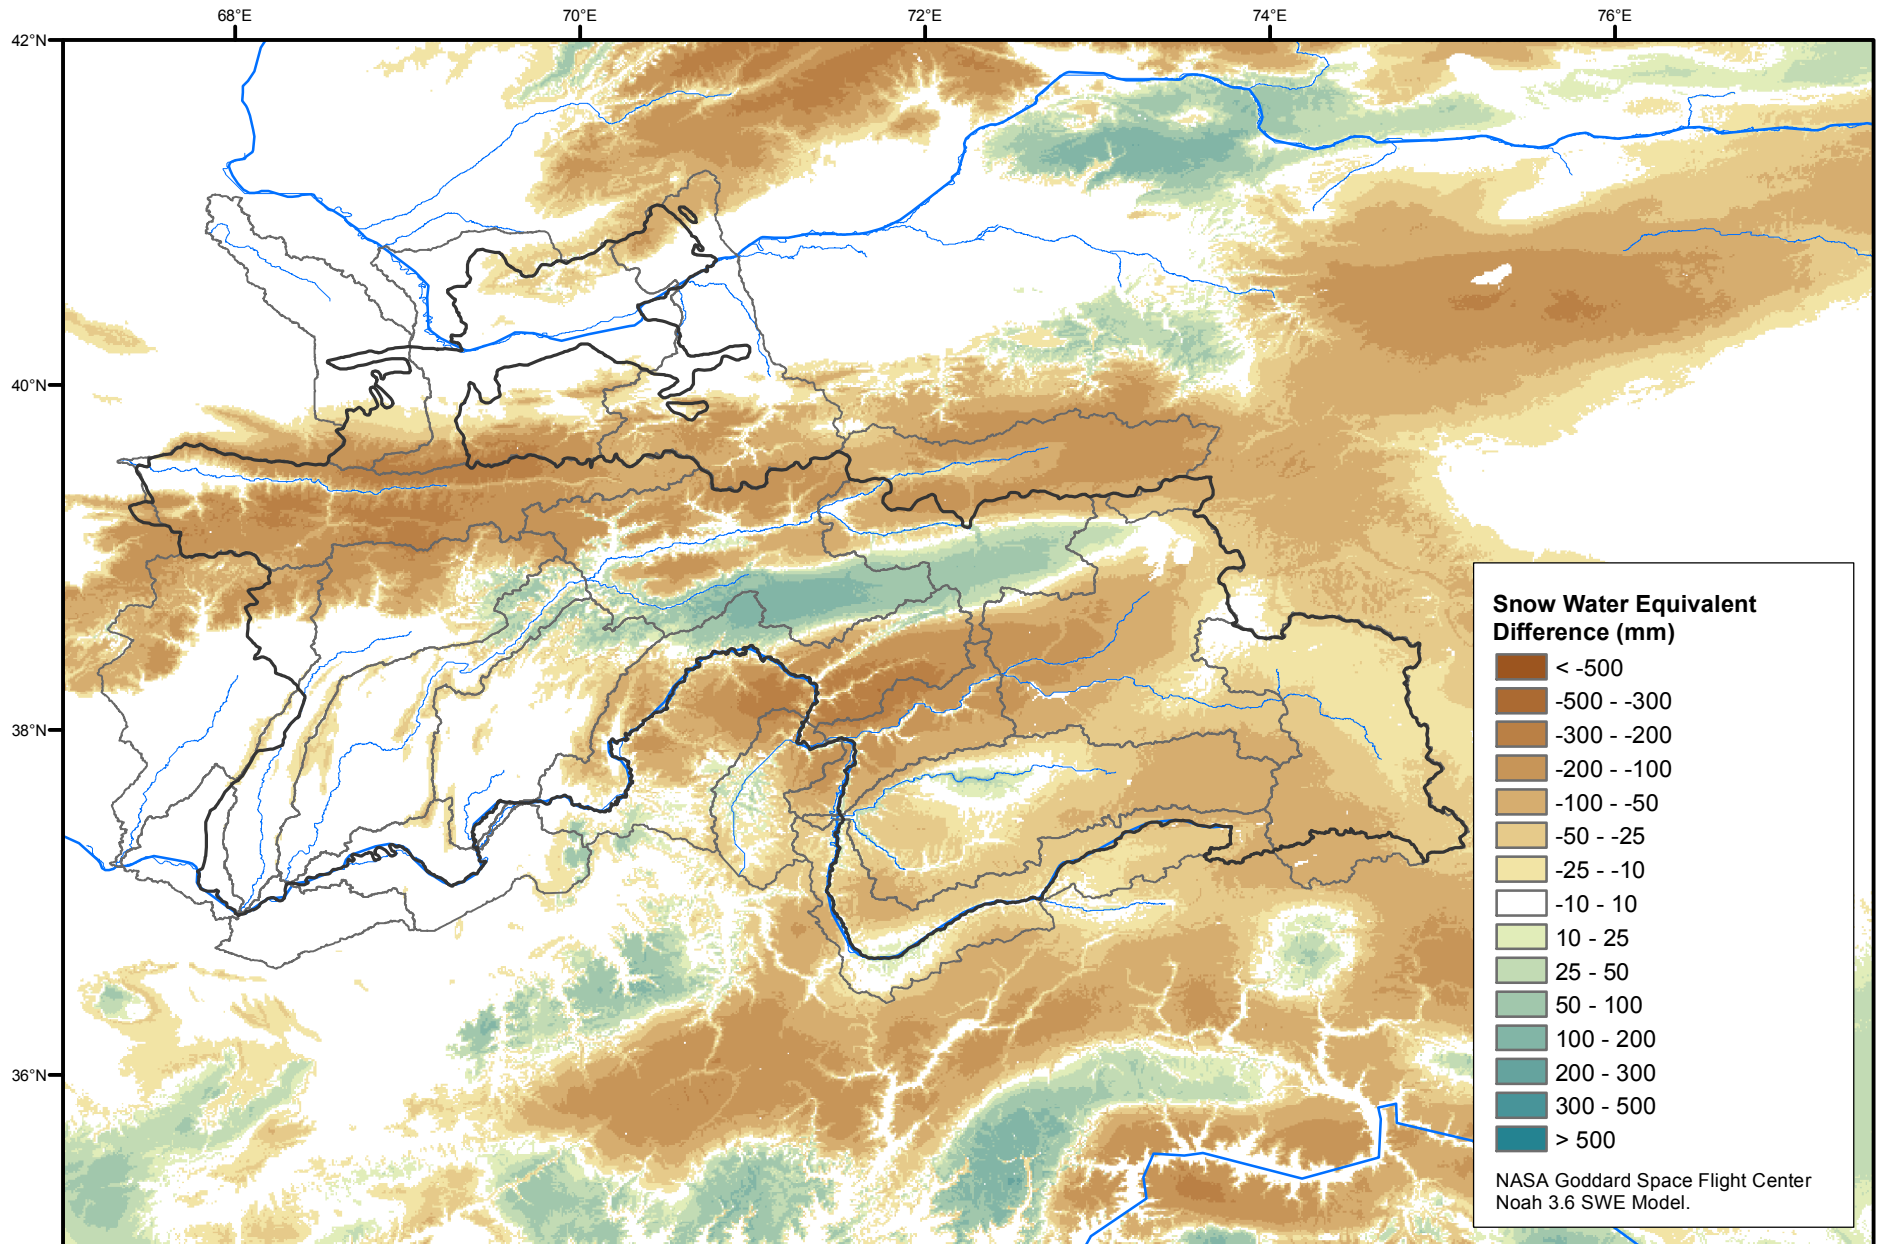 68°E
70°E
72°E
74°E
76°E
42°N
40°N
38°N
36°N
Snow Water Equivalent
Difference (mm)
< -500
-500 - -300
-300 - -200
-200 - -100
-100 - -50
-50 - -25
-25 - -10
-10 - 10
10 - 25
25 - 50
50 - 100
100 - 200
200 - 300
300 - 500
> 500
NASA Goddard Space Flight Center
Noah 3.6 SWE Model.